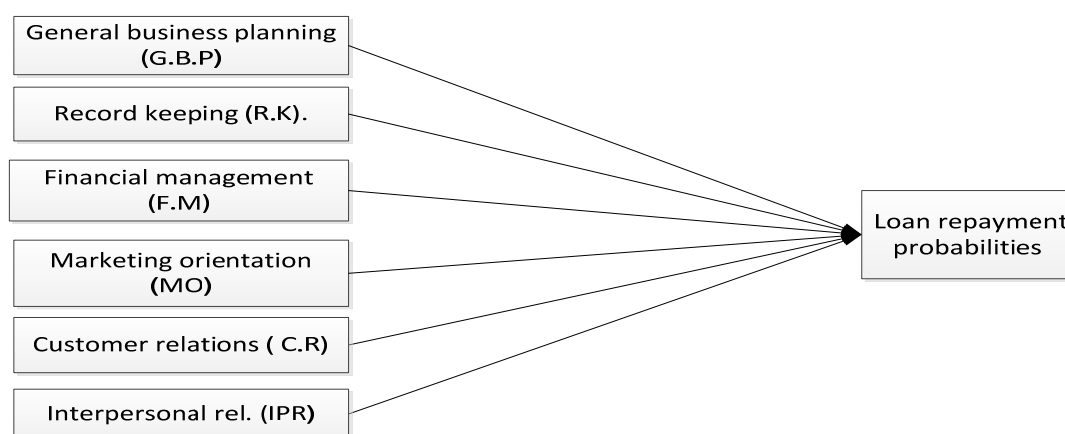 General business planning
(G.B.P)
Record keeping (R.K).
Financial management
(F.M)
Marketing orientation
(MO)
Customer relations ( C.R)
Interpersonal rel. (IPR)
Loan repayment
probabilities